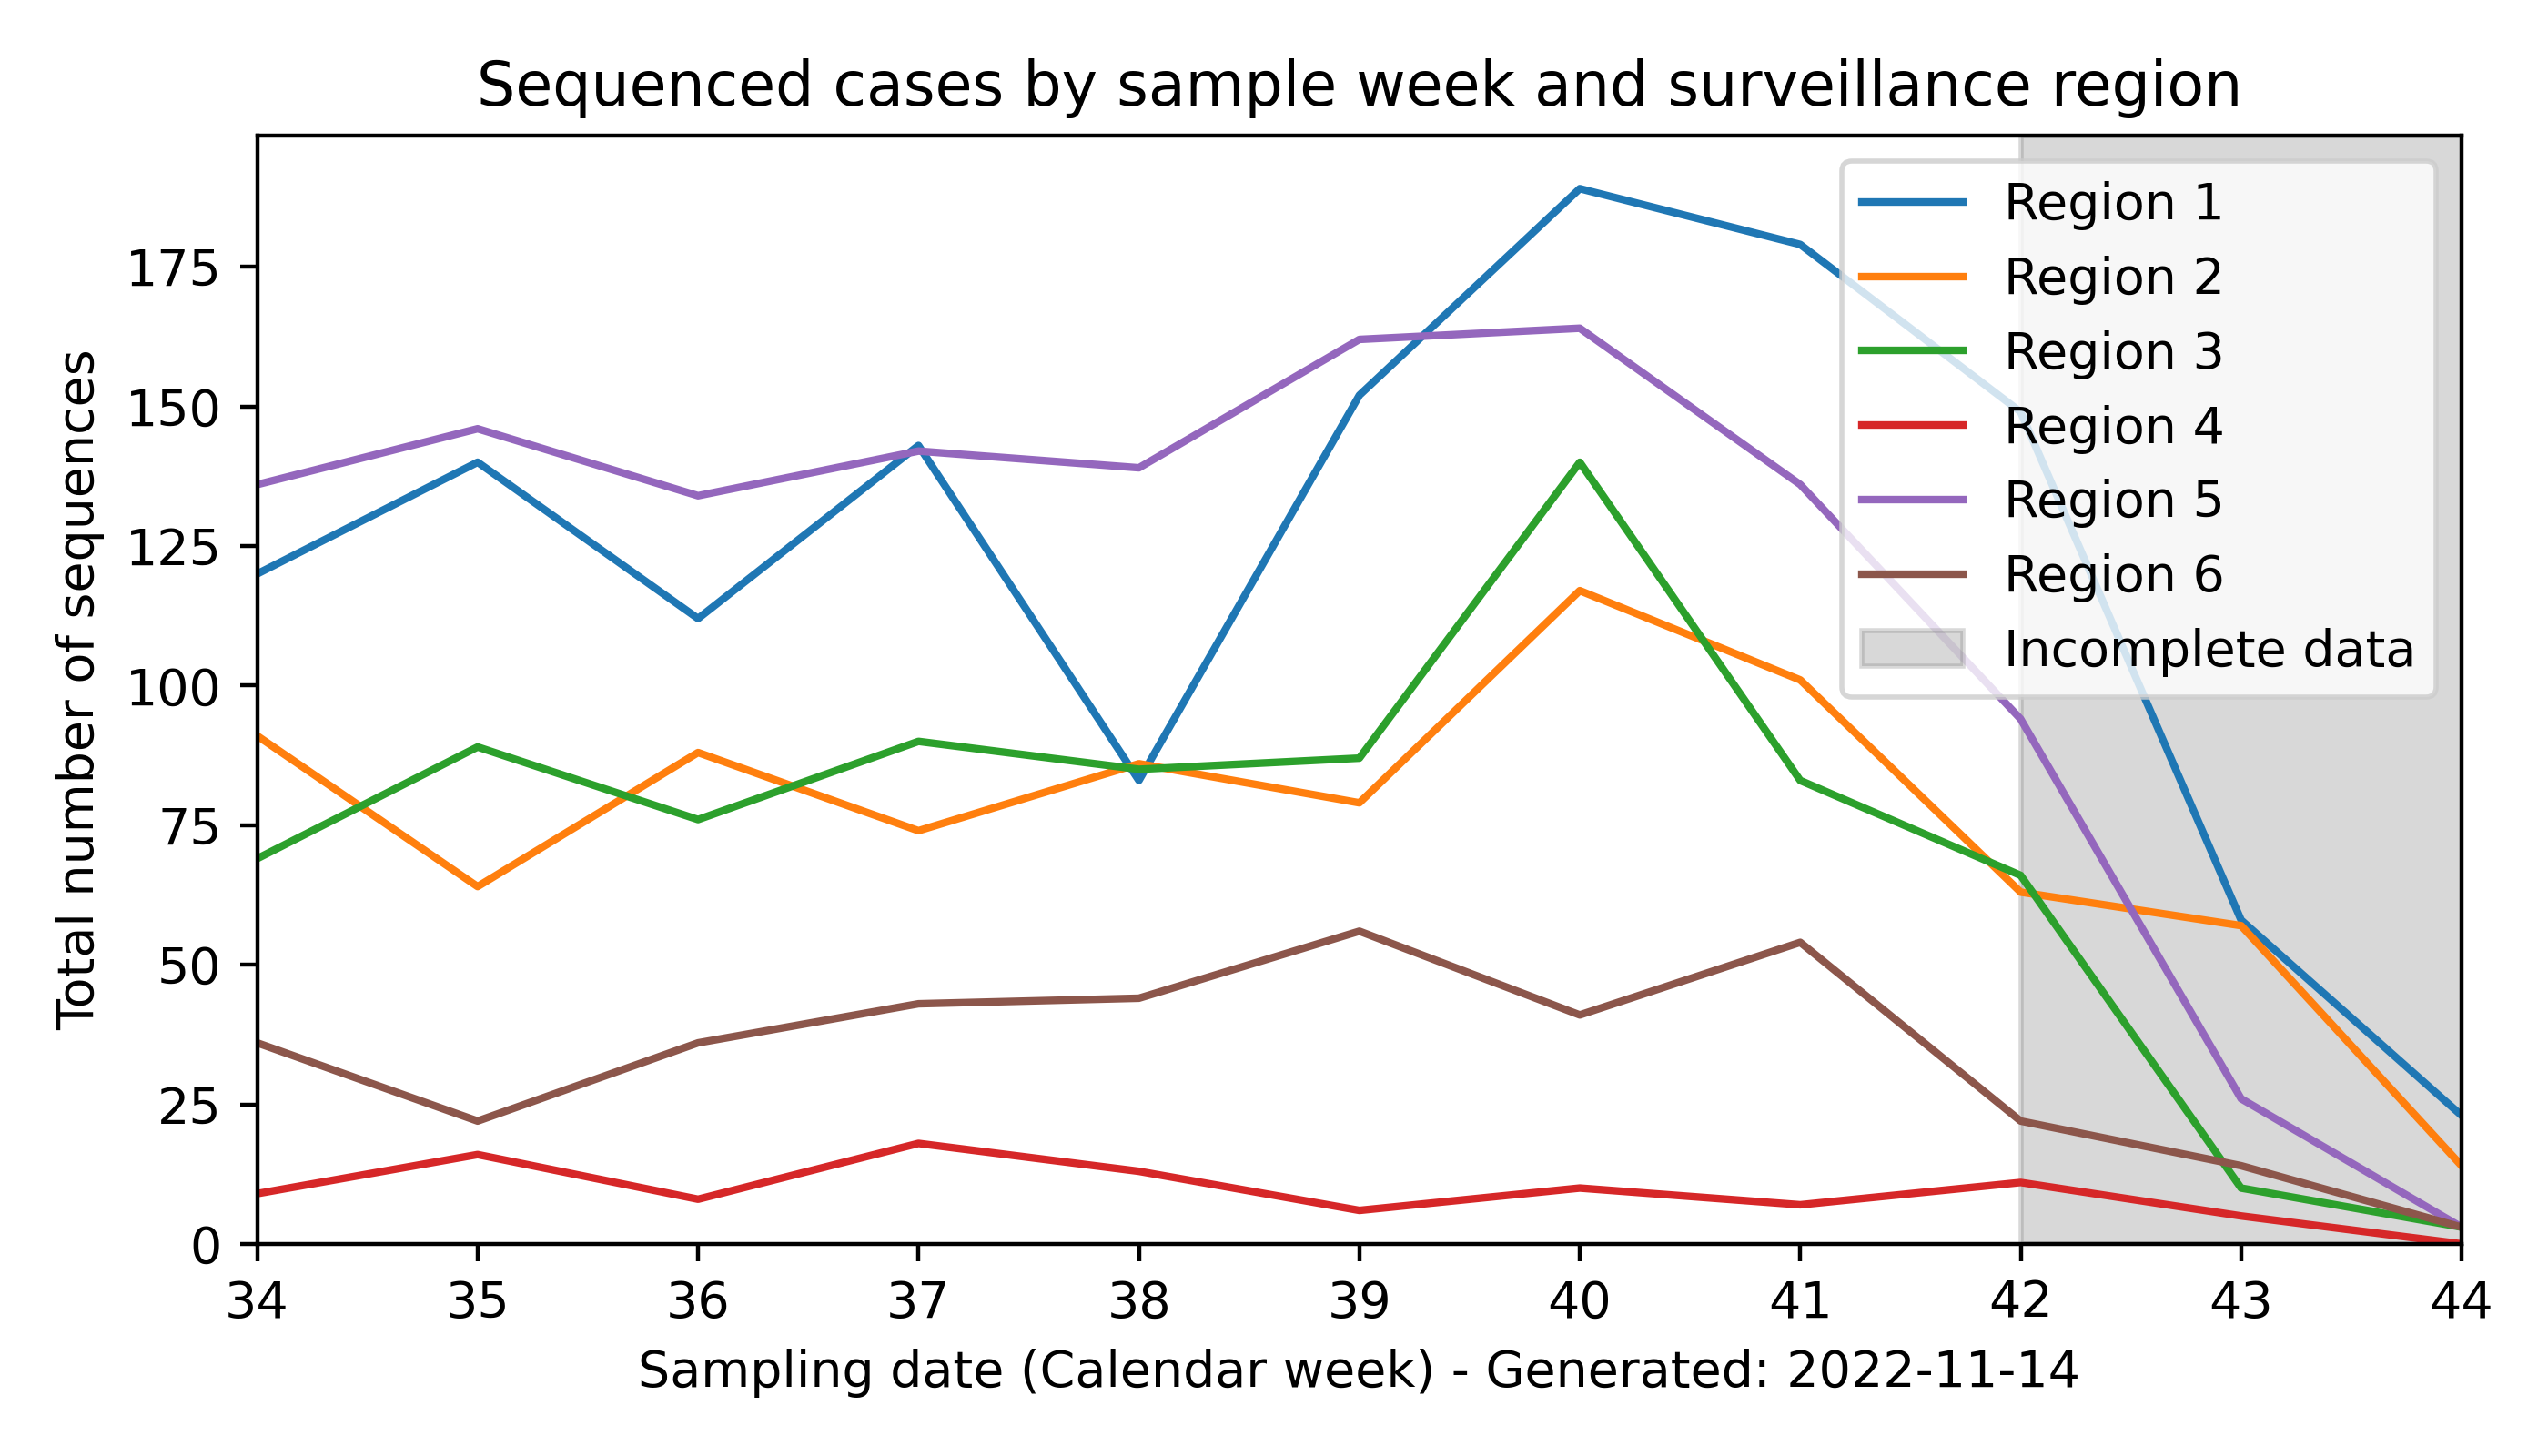 Sequenced cases by sample week and surveillance region
Total number of sequences
175
150
125
100
75
50
25
0
Region 1
Region 2
Region 3
Region 4
Region 5
Region 6
Incomplete data
34 35 36 37 38 39 40 41 42 43 44
Sampling date (Calendar week) - Generated: 2022-11-14